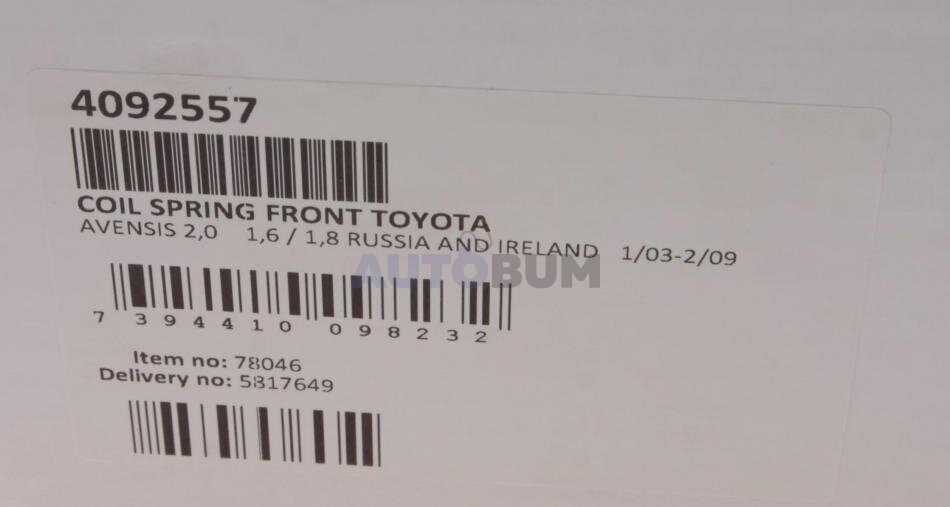 4092557
COIL SPRING FRONT TOYOTA
AVENSIS 2,0 1,6 / 1,8 RUSSIA AND IRELAND 1/03-2/09
AUTOBUM
7 394410 098232
Item no: 78046
Delivery no: 5817649